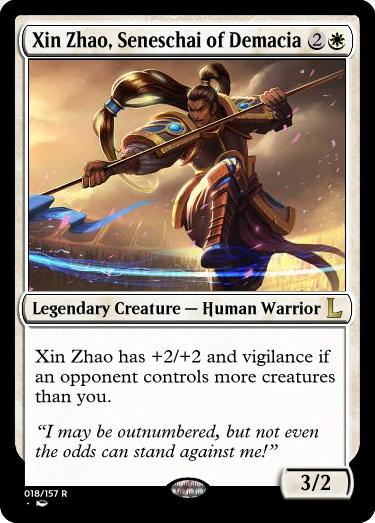 Xin Zhao, Seneschai of Demacia 2
Legendary Creature — Human Warrior L
Xin Zhao has +2/+2 and vigilance if
an opponent controls more creatures
than you.
“I may be outnumbered, but not even
the odds can stand against me!”
3/2
018/157 R